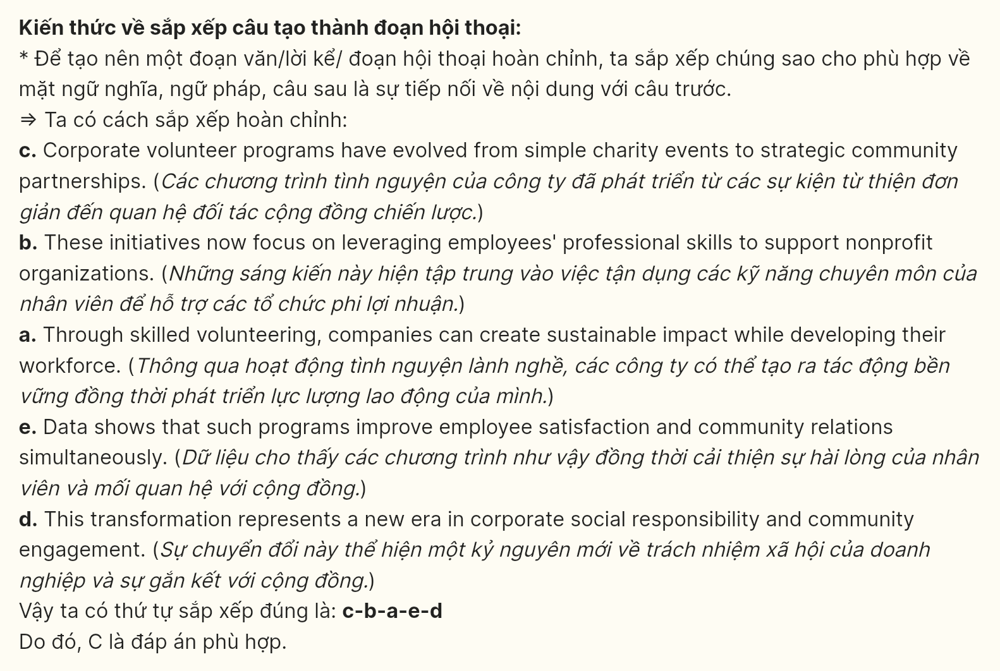 Kiến thức về sắp xếp câu tạo thành đoạn hội thoại:
* Để tạo nên một đoạn văn/lời kể/ đoạn hội thoại hoàn chỉnh, ta sắp xếp chúng sao cho phù hợp về
mặt ngữ nghĩa, ngữ pháp, câu sau là sự tiếp nối về nội dung với câu trước.
⇒ Ta có cách sắp xếp hoàn chỉnh:
c. Corporate volunteer programs have evolved from simple charity events to strategic community
partnerships. (Các chương trình tình nguyện của công ty đã phát triển từ các sự kiện từ thiện đơn
giản đến quan hệ đối tác cộng đồng chiến lược.)
b. These initiatives now focus on leveraging employees' professional skills to support nonprofit
organizations. (Những sáng kiến này hiện tập trung vào việc tận dụng các kỹ năng chuyên môn của
nhân viên để hỗ trợ các tổ chức phi lợi nhuận.)
a. Through skilled volunteering, companies can create sustainable impact while developing their
workforce. (Thông qua hoạt động tình nguyện lành nghề, các công ty có thể tạo ra tác động bền
vững đồng thời phát triển lực lượng lao động của mình.)
e. Data shows that such programs improve employee satisfaction and community relations
simultaneously. (Dữ liệu cho thấy các chương trình như vậy đồng thời cải thiện sự hài lòng của nhân
viên và mối quan hệ với cộng đồng.)
d. This transformation represents a new era in corporate social responsibility and community
engagement. (Sự chuyển đổi này thể hiện một kỷ nguyên mới về trách nhiệm xã hội của doanh
nghiệp và sự gắn kết với cộng đồng.)
Vậy ta có thứ tự sắp xếp đúng là: c-b-a-e-d
Do đó, C là đáp án phù hợp.